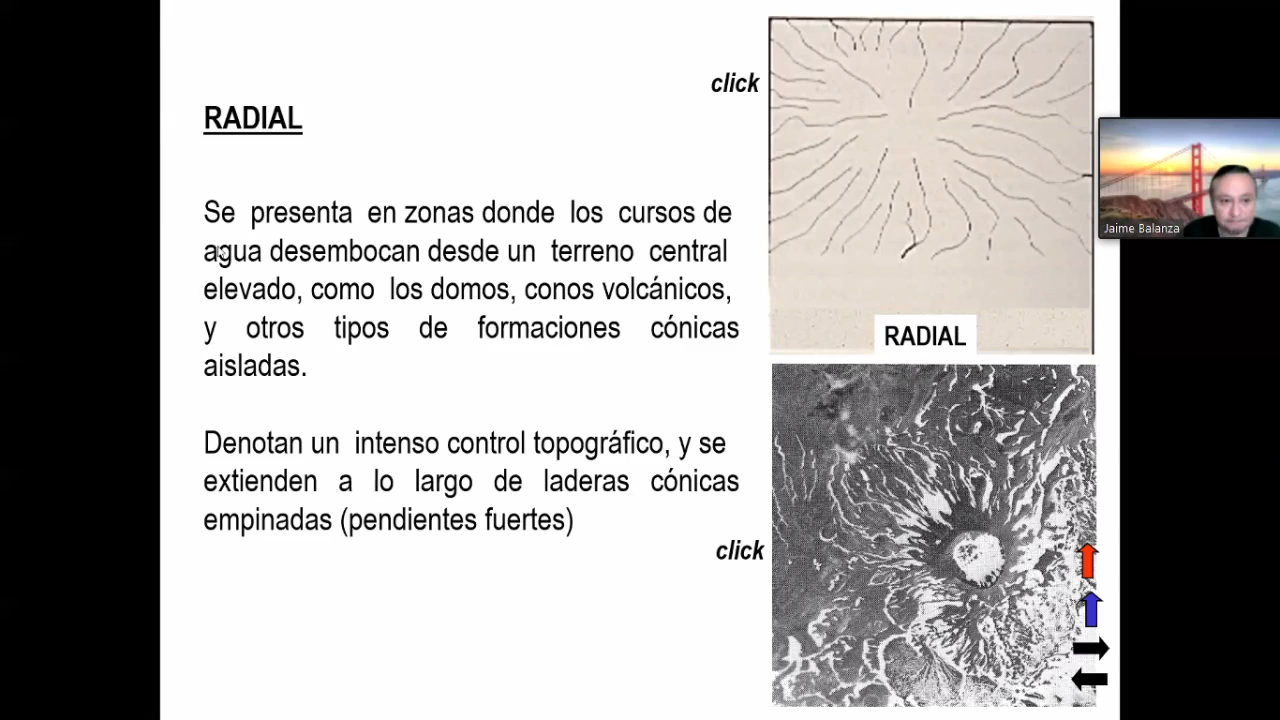 click
RADIAL
Se presenta en zonas donde los cursos de
agua desembocan desde un terreno central
elevado, como los domos, conos volcánicos,
y otros tipos de formaciones cónicas
aisladas.
Denotan un intenso control topográfico, y se
extienden a lo largo de laderas cónicas
empinadas (pendientes fuertes)
click
RADIAL
Jaime Balanza